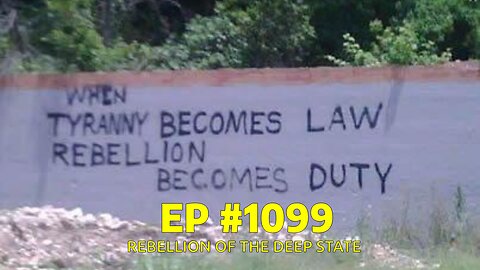 WHEN
TYRANNY BECOMES LAW
REBELLION
BECOMES DUTY
EP #1099
REBELLION OF THE DEEP STATE